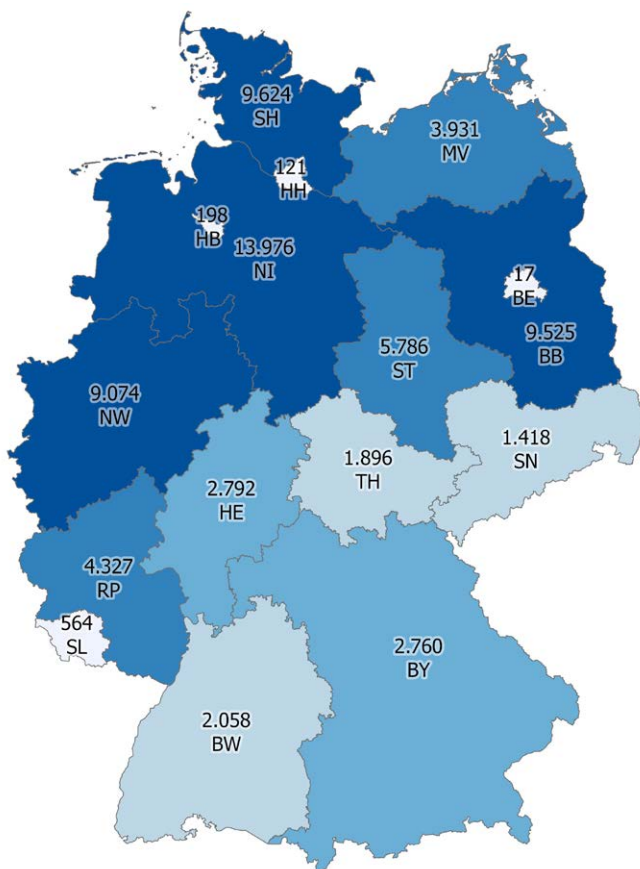 9.624
SH
3.931
MV
121
HH
198
HB
13.976
NI
17
BE
9.525
BB
5.786
ST
9.074
NW
1.418
SN
1.896
TH
2.792
HE
4.327
RP
564
SL
2.760
BY
2.058
BW